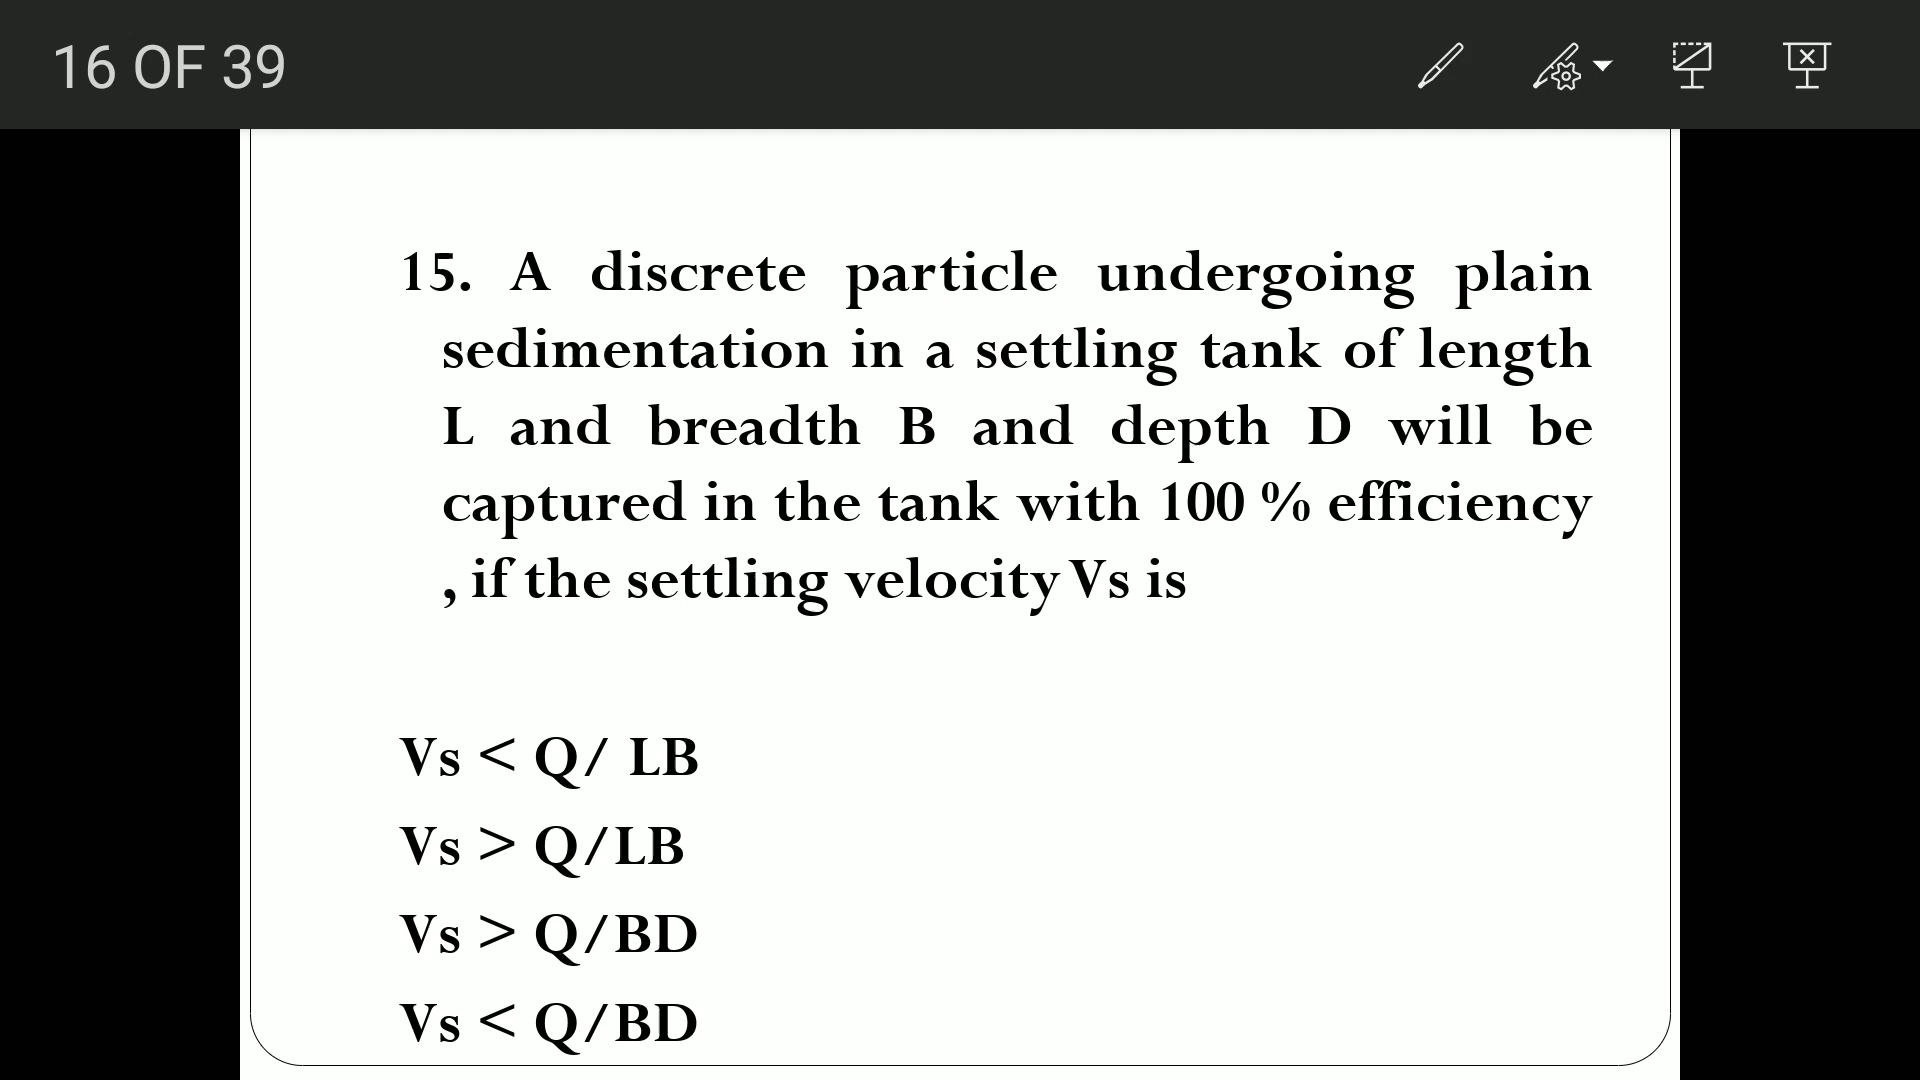 16 OF 39
15. A discrete particle undergoing plain
sedimentation in a settling tank of length
L and breadth B and depth D will be
captured in the tank with 100 % efficiency
, if the settling velocity Vs is
Vs < Q/ LB
Vs > Q/LB
Vs > Q/BD
Vs < Q/BD